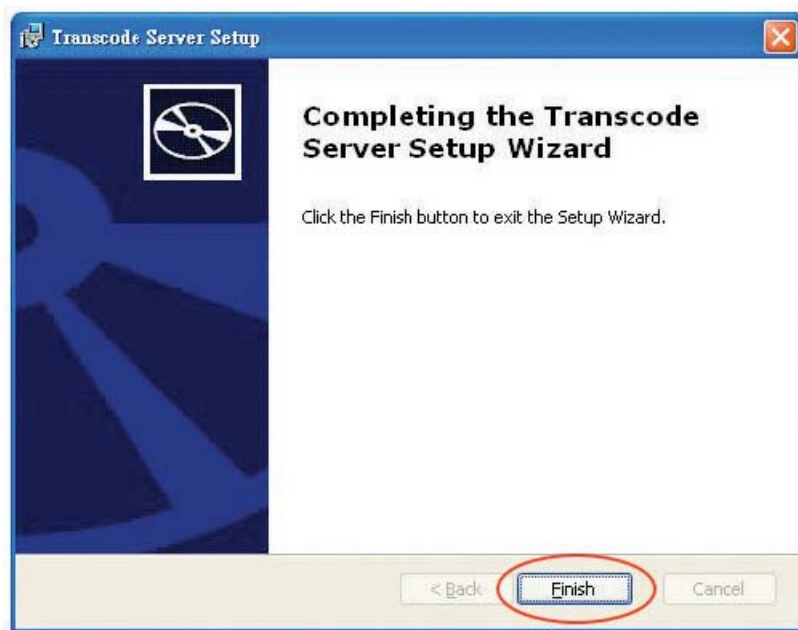 Transcode Server Setup
Completing the Transcode
Server Setup Wizard
Click the Finish button to exit the Setup Wizard.
< Back
Finish
Cancel